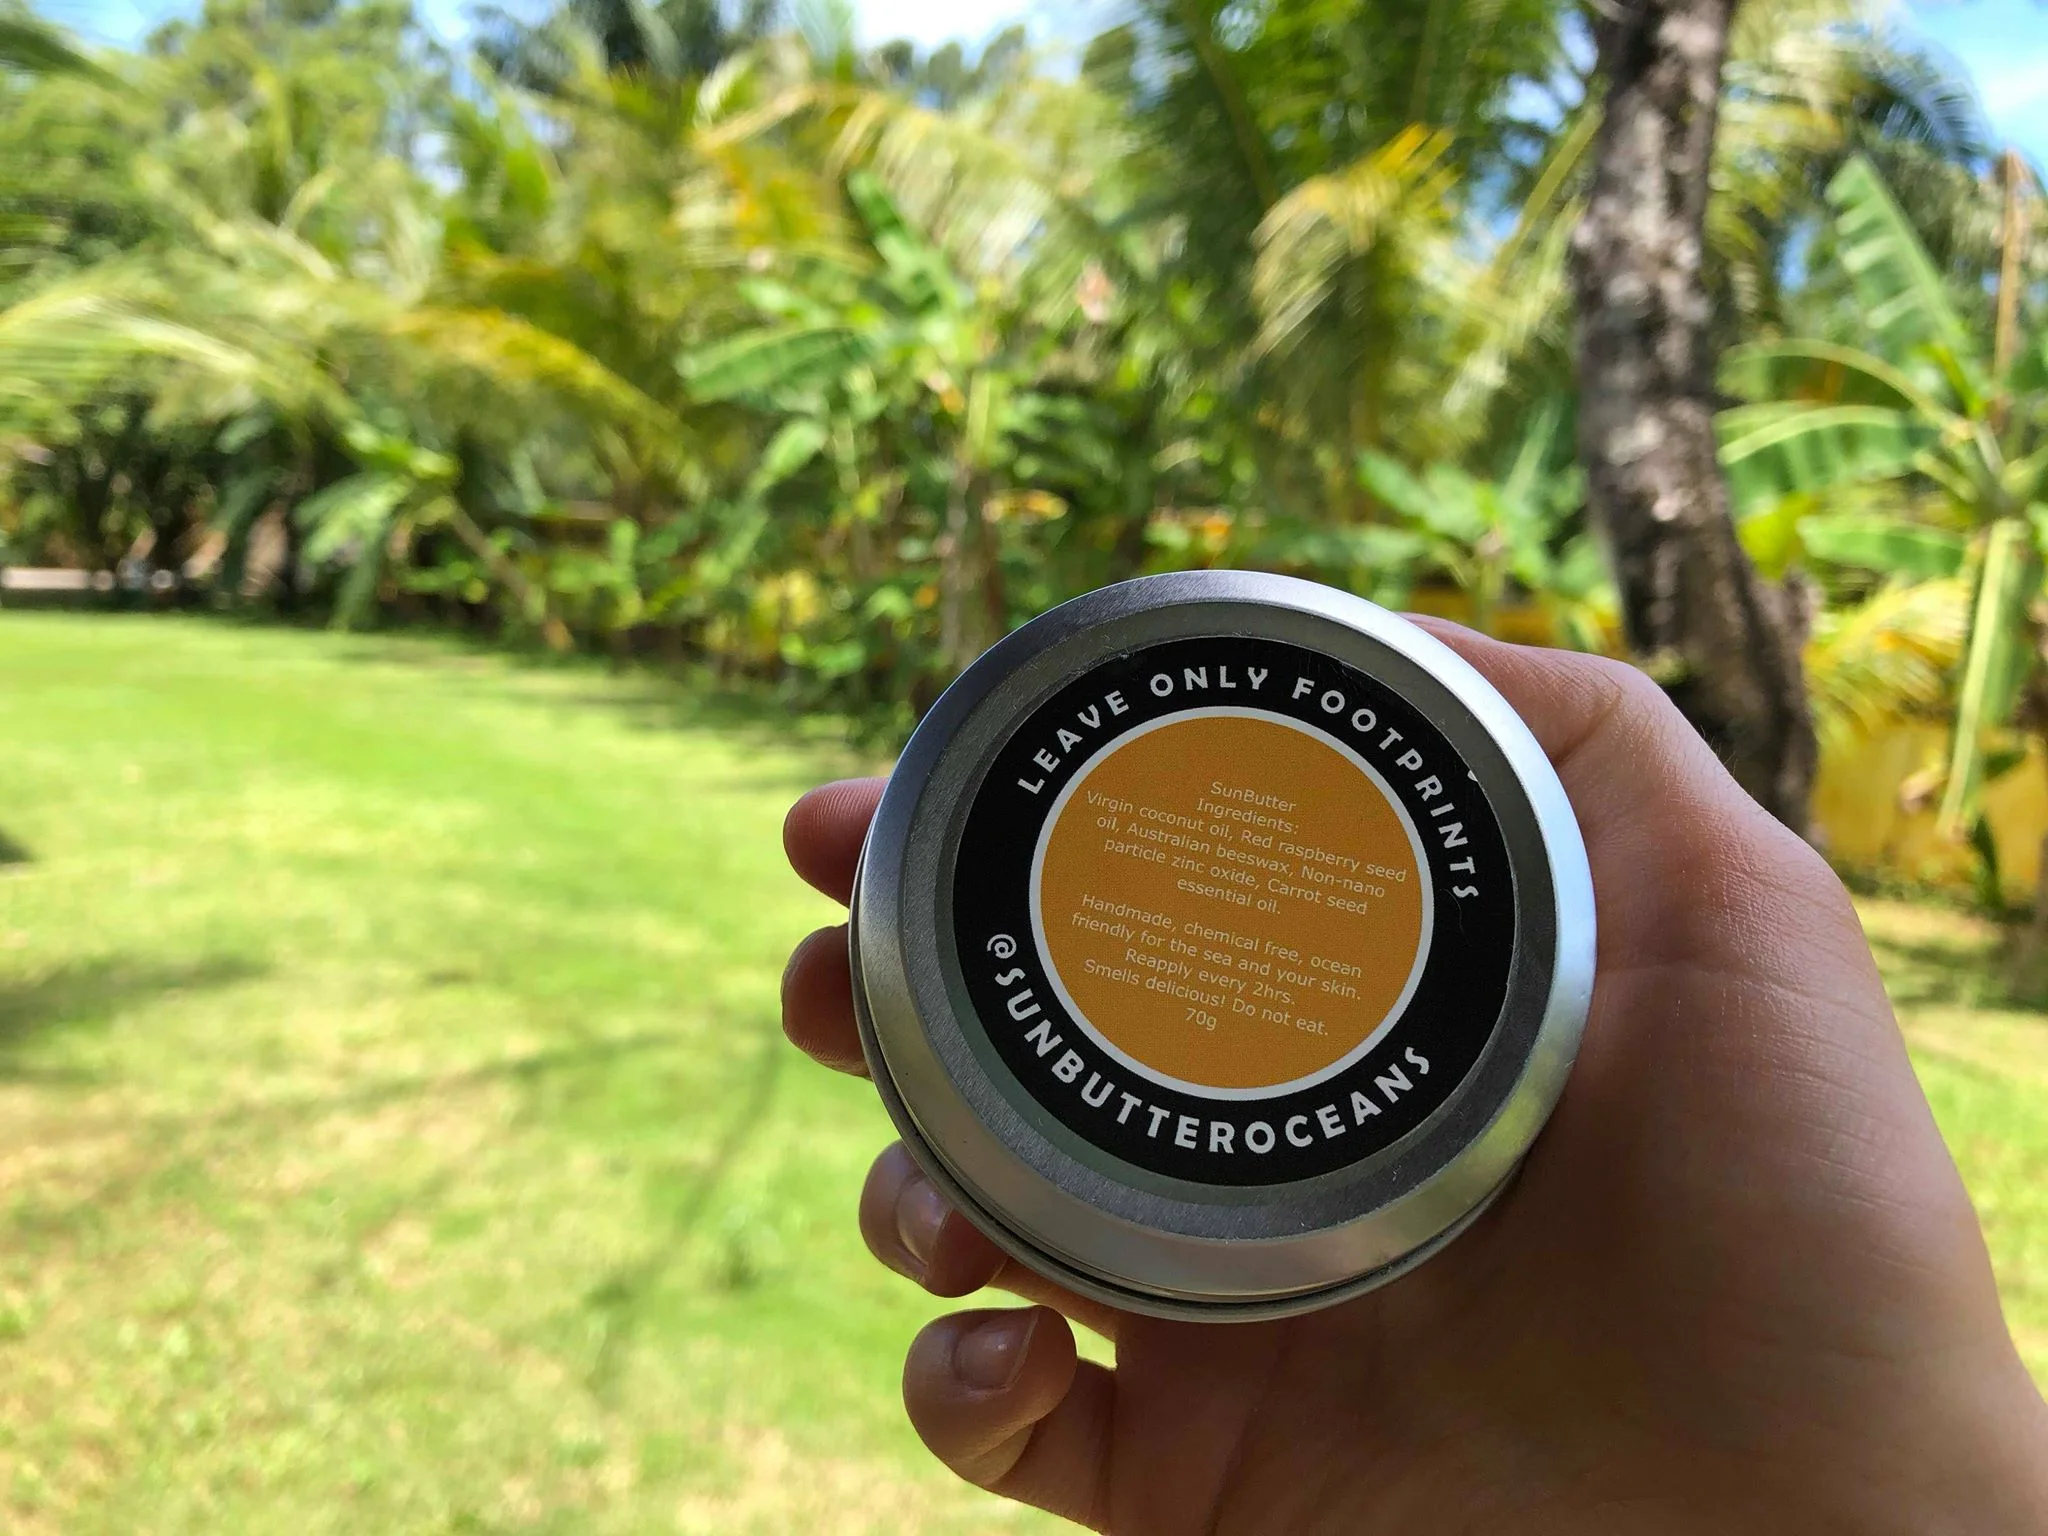 LEAVE ONLY FOOTPRINTS
SunButter
Ingredients:
Virgin coconut oil, Red raspberry seed
oil, Australian beeswax, Non-nano
particle zinc oxide, Carrot seed
essential oil.
Handmade, chemical free, ocean
friendly for the sea and your skin.
Reapply every 2hrs.
Smells delicious! Do not eat.
70g
@SUNBUTTEROCEANS